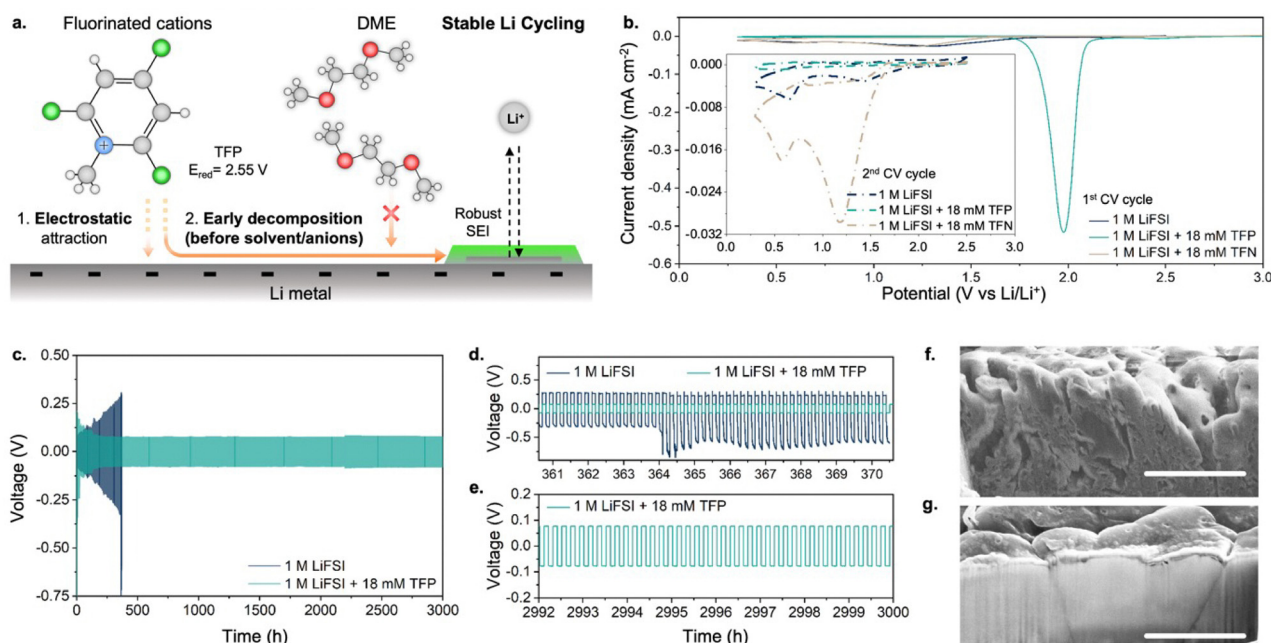 a.
Fluorinated cations
DME
Stable Li Cycling
+
TFP
E_red= 2.55 V
Li⁺
1. Electrostatic
attraction
2. Early decomposition
(before solvent/anions)
Robust
SEI
Li metal
b.
Current density (mA cm⁻²)
0.0
-0.1
-0.2
-0.3
-0.4
-0.5
-0.6
0.0
0.5
1.0
1.5
2.0
2.5
3.0
Potential (V vs Li/Li⁺)
0.000
-0.008
-0.016
-0.024
-0.032
0.0
0.5
1.0
1.5
2.0
2.5
3.0
2ⁿᵈ CV cycle
1 M LiFSI
1 M LiFSI + 18 mM TFP
1 M LiFSI + 18 mM TFN
1ˢᵗ CV cycle
1 M LiFSI
1 M LiFSI + 18 mM TFP
1 M LiFSI + 18 mM TFN
c.
Voltage (V)
0.50
0.25
0.00
-0.25
-0.50
-0.75
1 M LiFSI
1 M LiFSI + 18 mM TFP
0
500
1000
1500
2000
2500
3000
Time (h)
d.
Voltage (V)
0.5
0.0
-0.5
1 M LiFSI
1 M LiFSI + 18 mM TFP
361
362
363
364
365
366
367
368
369
370
e.
Voltage (V)
0.2
0.1
0.0
-0.1
-0.2
1 M LiFSI + 18 mM TFP
2992
2993
2994
2995
2996
2997
2998
2999
3000
Time (h)
f.
g.